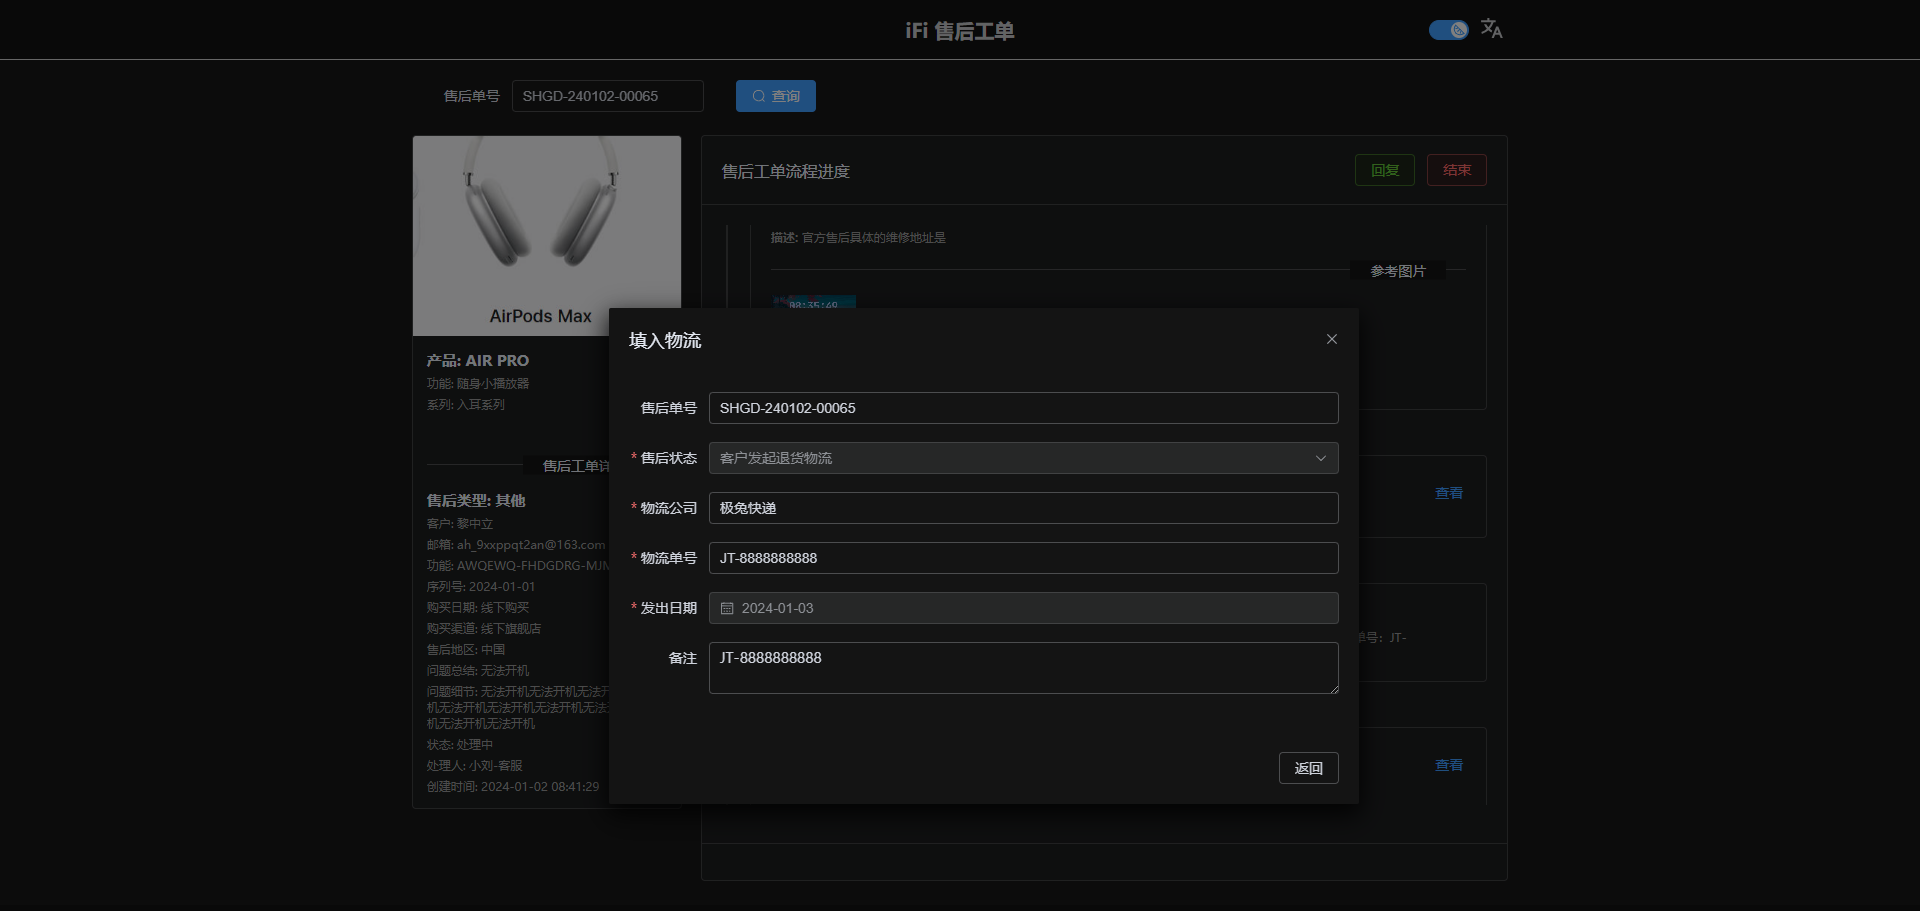 iFi 售后工单
售后单号 SHGD-240102-00065 查询
AirPods Max
产品: AIR PRO
功能: 随身小播放器
系列: 入耳系列
售后工单详
售后类型: 其他
客户: 黎中立
邮箱: ah_9xxppqt2an@163.com
功能: AWQEWQ-FHDGDRG-MJN
序列号: 2024-01-01
购买日期: 线下购买
购买渠道: 线下旗舰店
售后地区: 中国
问题总结: 无法开机
问题细节: 无法开机无法开机无法开
机无法开机无法开机无法开机无法
机无法开机无法开机
状态: 处理中
处理人: 小刘-客服
创建时间: 2024-01-02 08:41:29
售后工单流程进度
回复 结束
描述: 官方售后具体的维修地址是
参考图片
08:35:49
查看
单号：JT-
查看
填入物流
售后单号 SHGD-240102-00065
* 售后状态 客户发起退货物流
* 物流公司 极兔快递
* 物流单号 JT-8888888888
* 发出日期 2024-01-03
备注 JT-8888888888
返回